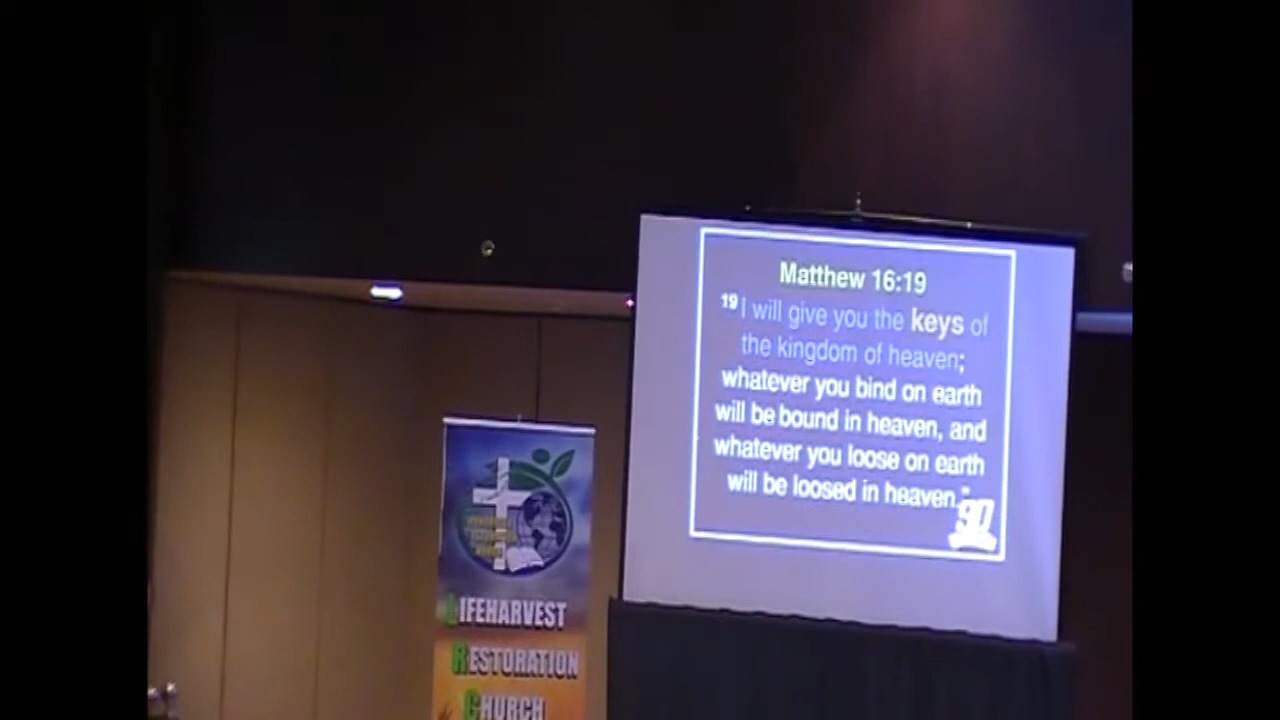 Matthew 16:19
19 I will give you the keys of
the kingdom of heaven;
whatever you bind on earth
will be bound in heaven, and
whatever you loose on earth
will be loosed in heaven."
90
LIFEHARVEST
RESTORATION
CHURCH